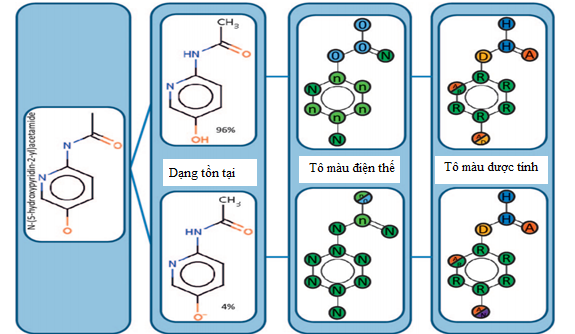 N-(5-hydroxypyridin-2-yl)acetamide
N
NH
O
O
CH₃
HN
O
N
OH
96%
Dạng tồn tại
CH₃
HN
O
N
O⁻
4%
O
O
O
N
n
N
n
n
n
n
N
Tô màu điện thế
n
N
N
N
N
N
N
N
N
N
H
H
A
D
R
R
R
R
R
Tô màu dược tính
H
H
A
D
R
R
R
R
R